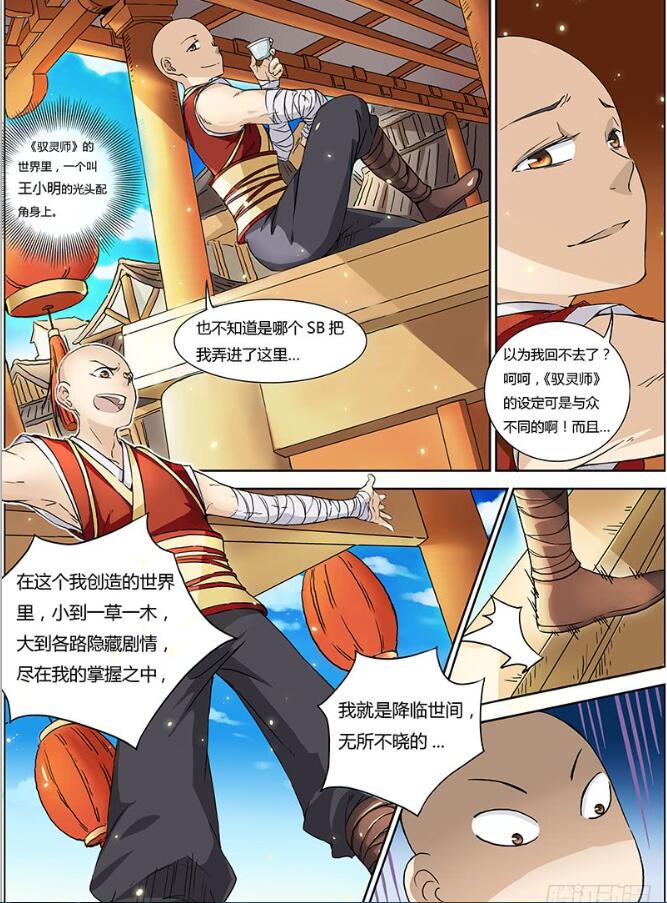 《驭灵师》的
世界里，一个叫
王小明的光头配
角身上。
也不知道是哪个 SB 把
我弄进了这里...
以为我回不去了？
呵呵，《驭灵师》
的设定可是与众
不同的啊！而且...
在这个我创造的世界
里，小到一草一木，
大到各路隐藏剧情，
尽在我的掌握之中，
我就是降临世间，
无所不晓的 ...